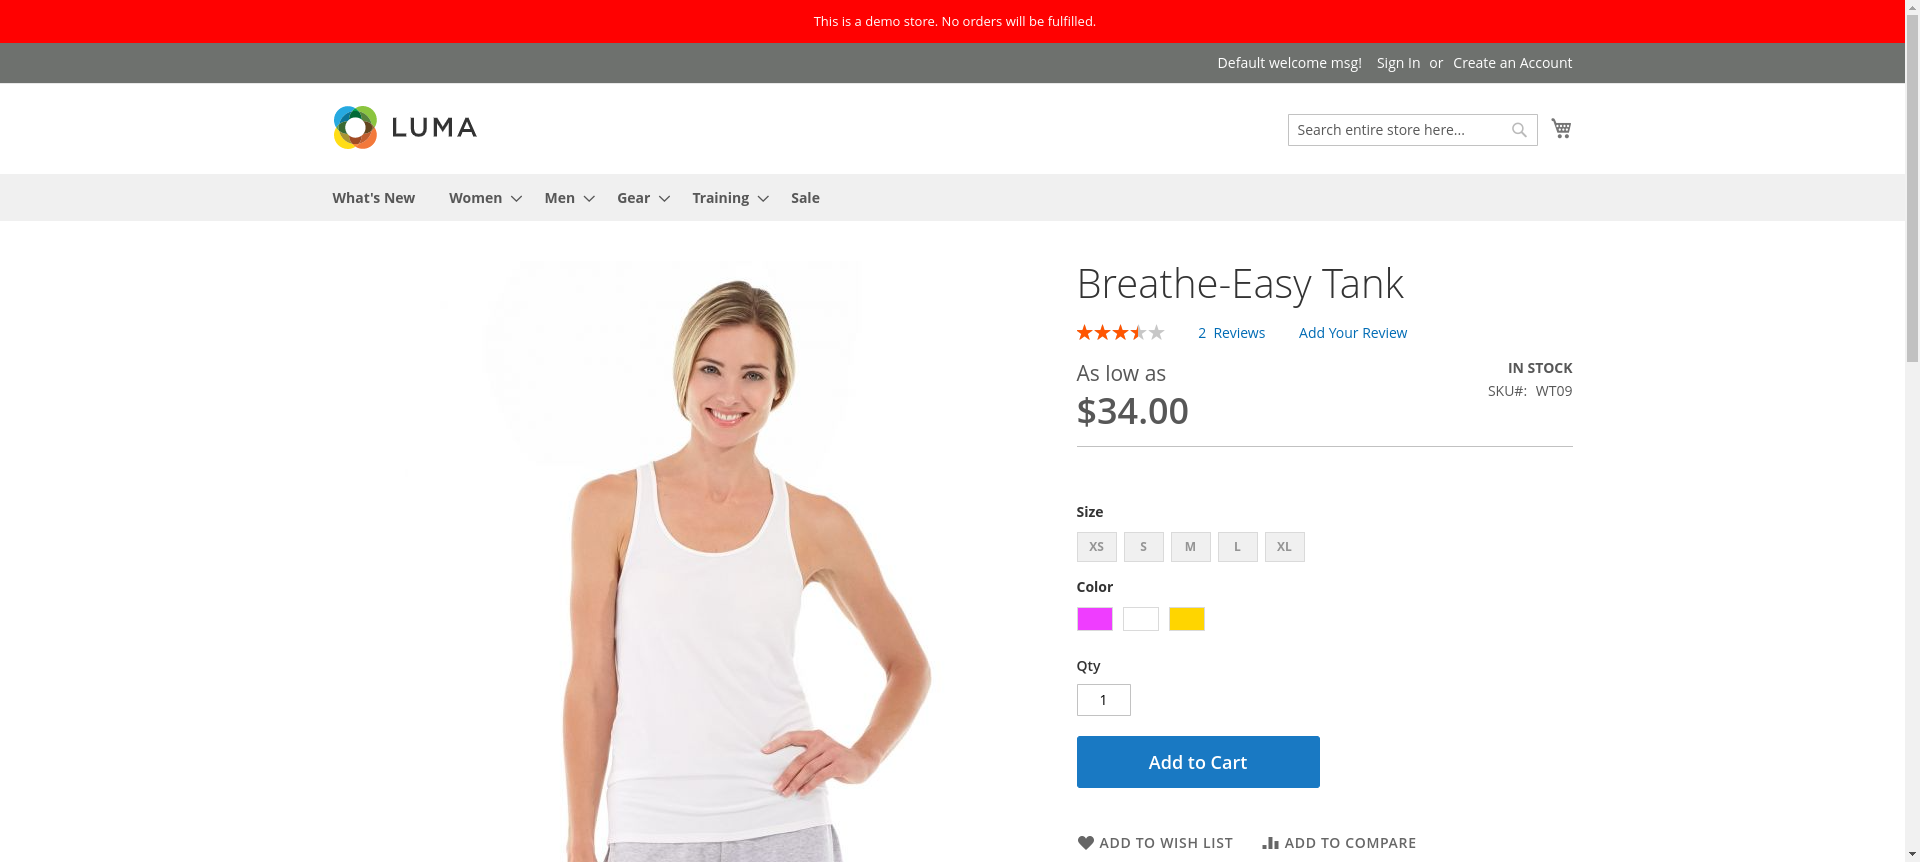 This is a demo store. No orders will be fulfilled.
Default welcome msg! Sign In or Create an Account
LUMA
Search entire store here...
What's New Women Men Gear Training Sale
Breathe-Easy Tank
2 Reviews Add Your Review
As low as
$34.00
IN STOCK
SKU#: WT09
Size
XS S M L XL
Color
Qty
1
Add to Cart
ADD TO WISH LIST ADD TO COMPARE